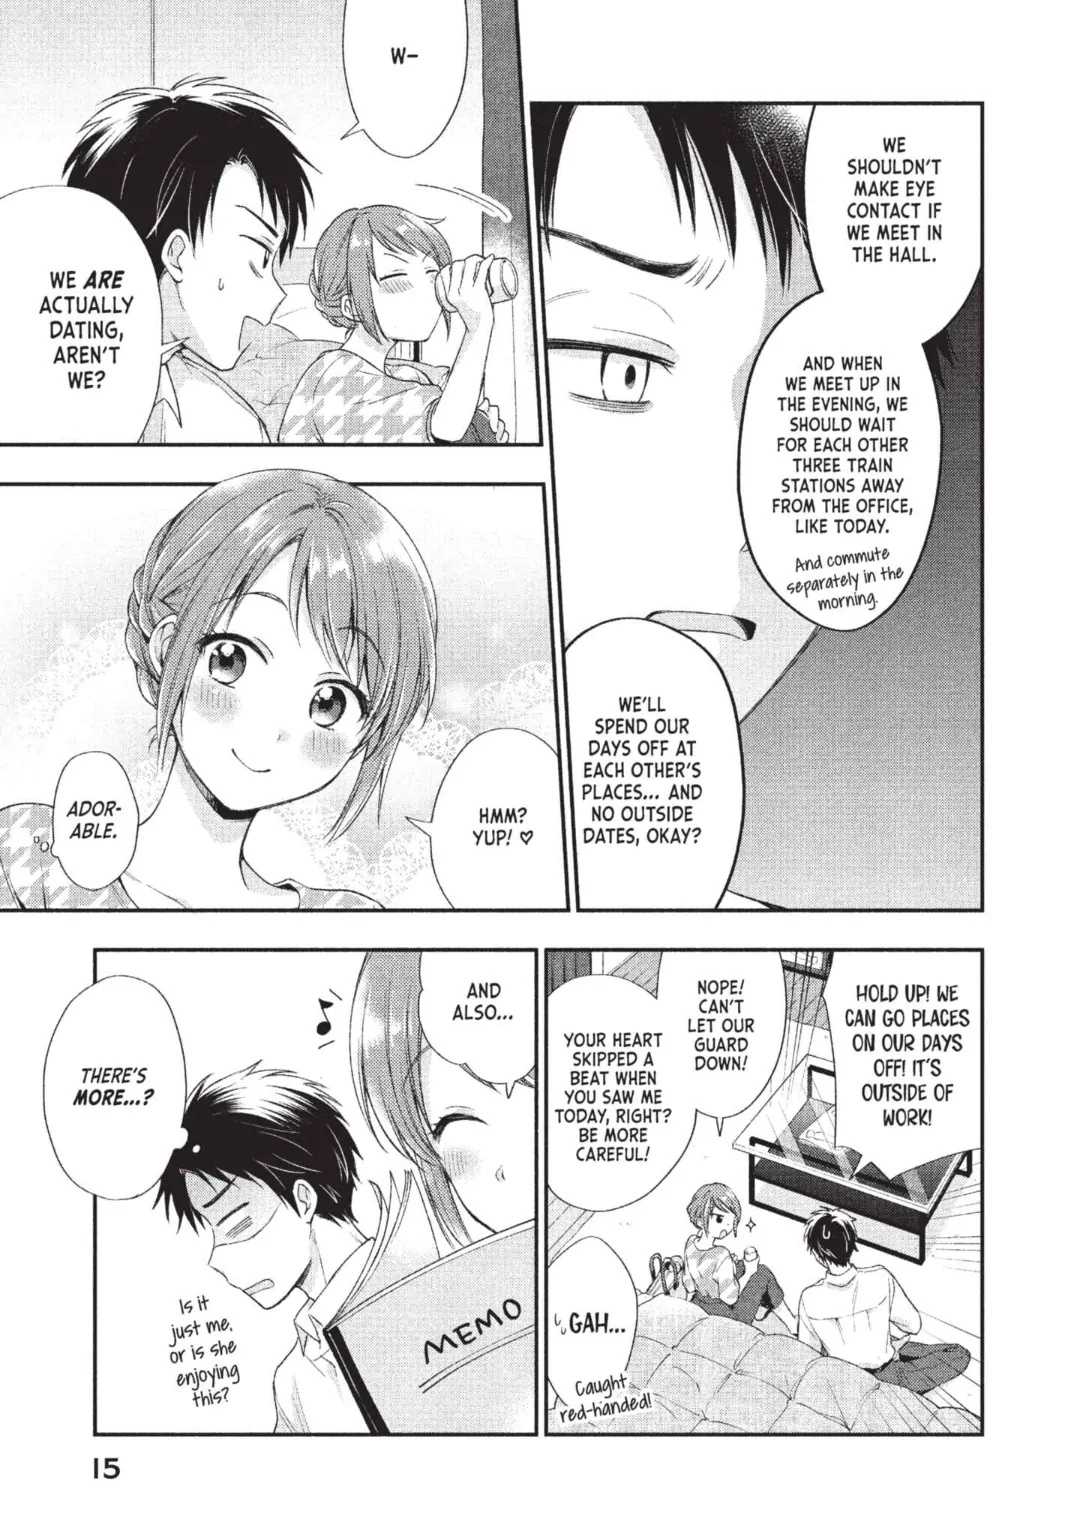 WE
SHOULDN'T
MAKE EYE
CONTACT IF
WE MEET IN
THE HALL.
AND WHEN
WE MEET UP IN
THE EVENING, WE
SHOULD WAIT
FOR EACH OTHER
THREE TRAIN
STATIONS AWAY
FROM THE OFFICE,
LIKE TODAY.
And commute
separately in the
morning.
WE'LL
SPEND OUR
DAYS OFF AT
EACH OTHER'S
PLACES... AND
NO OUTSIDE
DATES, OKAY?
W-
WE ARE
ACTUALLY
DATING,
AREN'T
WE?
HMM?
YUP! ♡
ADOR-
ABLE.
HOLD UP! WE
CAN GO PLACES
ON OUR DAYS
OFF! IT'S
OUTSIDE OF
WORK!
NOPE!
CAN'T
LET OUR
GUARD
DOWN!
YOUR HEART
SKIPPED A
BEAT WHEN
YOU SAW ME
TODAY, RIGHT?
BE MORE
CAREFUL!
GAH...
Caught
red-handed!
AND
ALSO...
THERE'S
MORE...?
Is it
just me,
or is she
enjoying
this?
MEMO
15